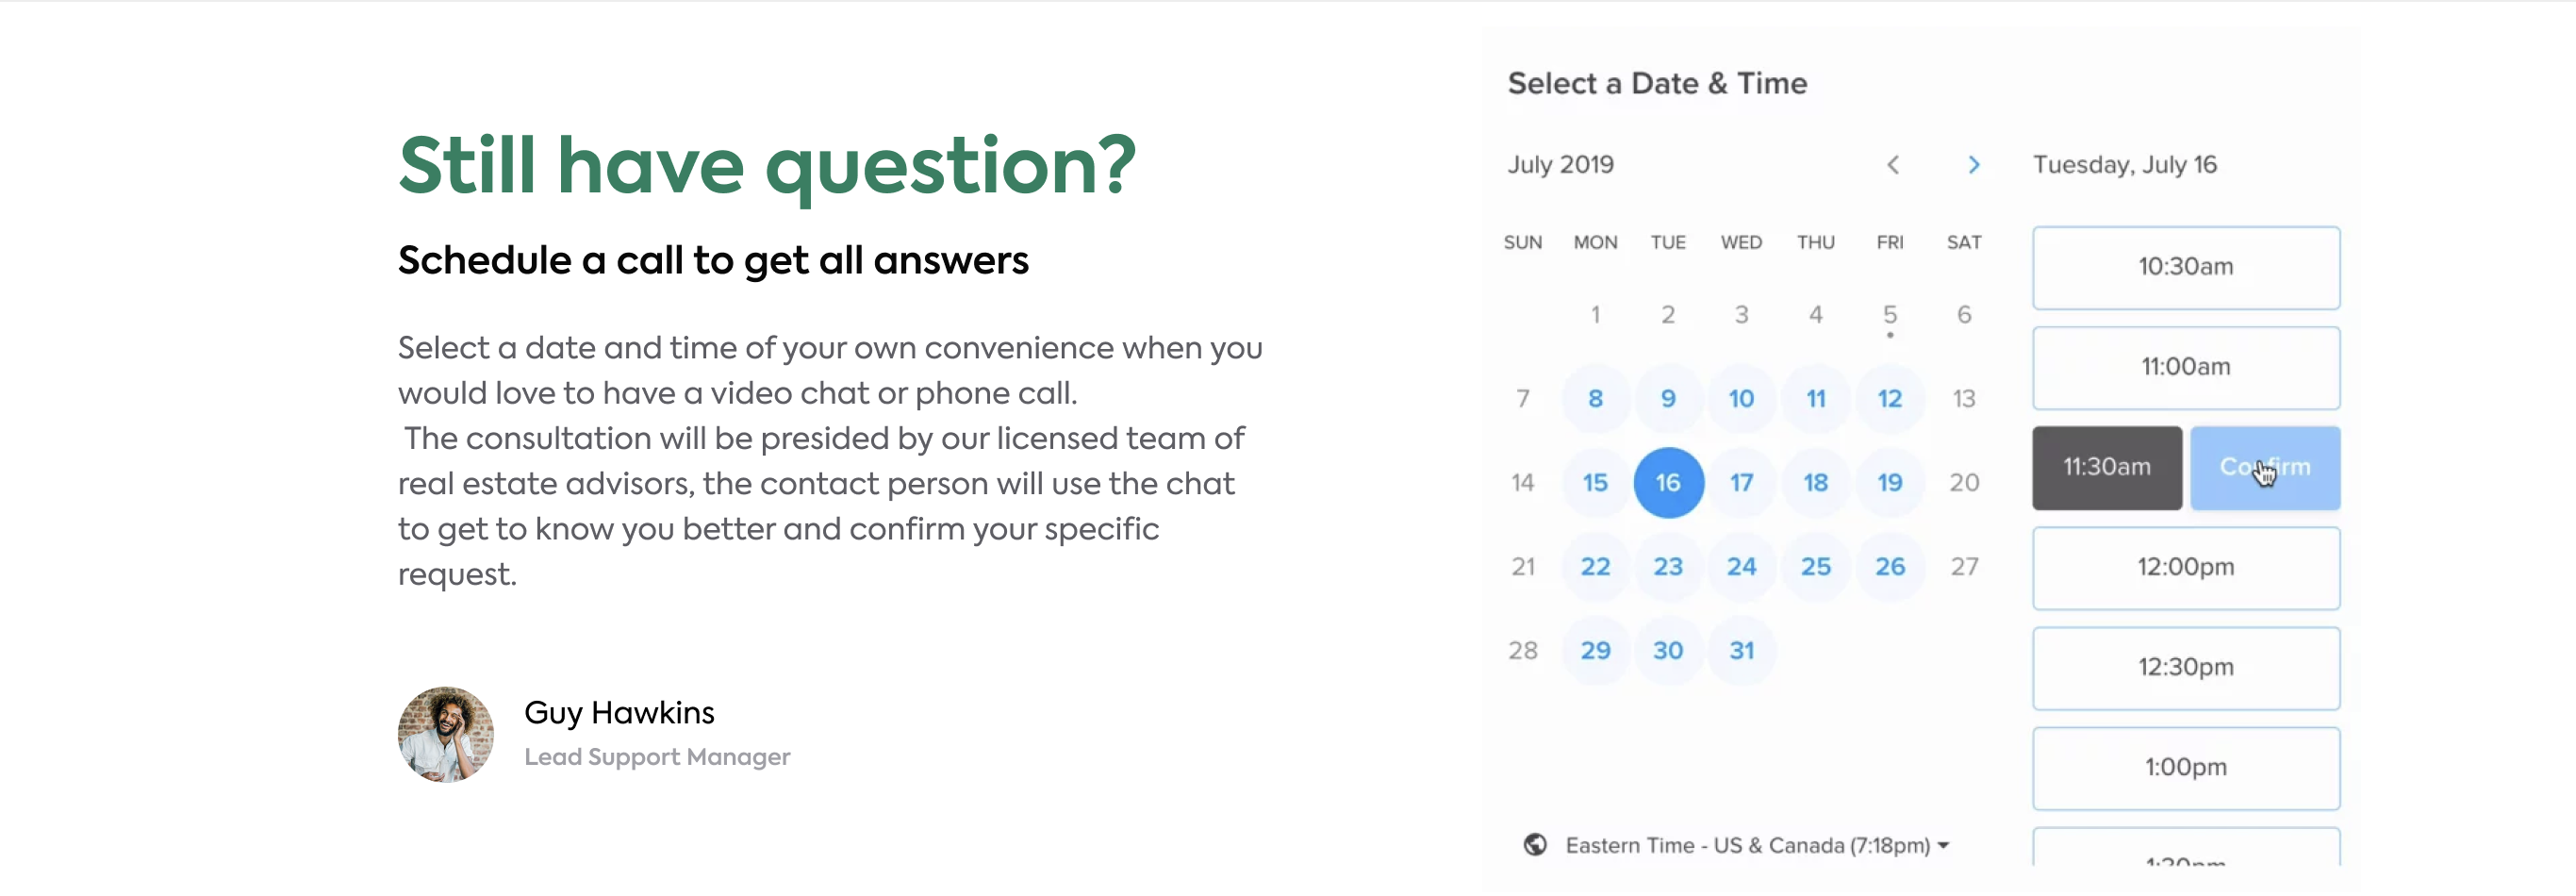 Still have question?
Schedule a call to get all answers
Select a date and time of your own convenience when you
would love to have a video chat or phone call.
The consultation will be presided by our licensed team of
real estate advisors, the contact person will use the chat
to get to know you better and confirm your specific
request.
Guy Hawkins
Lead Support Manager
Select a Date & Time
July 2019
SUN MON TUE WED THU FRI SAT
1 2 3 4 5 6
7 8 9 10 11 12 13
14 15 16 17 18 19 20
21 22 23 24 25 26 27
28 29 30 31
Eastern Time - US & Canada (7:18pm)
Tuesday, July 16
10:30am
11:00am
11:30am Confirm
12:00pm
12:30pm
1:00pm
1:30pm